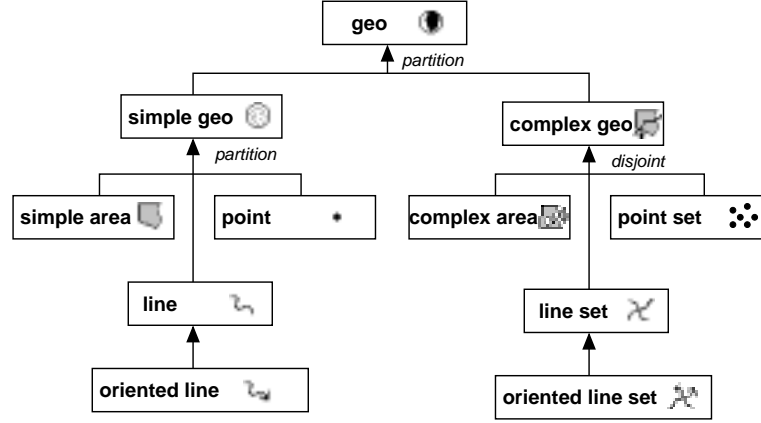 geo
partition
simple geo
complex geo
partition
disjoint
simple area
point
complex area
point set
line
line set
oriented line
oriented line set